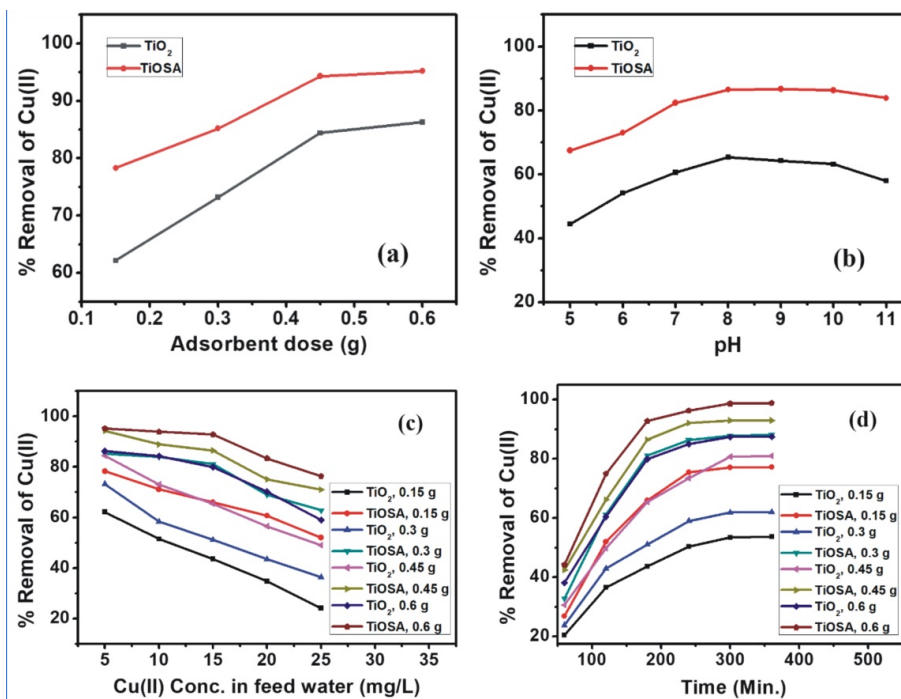 100
95
90
80
70
60
% Removal of Cu(II)
TiO2
TiOSA
(a)
0.1 0.2 0.3 0.4 0.5 0.6
Adsorbent dose (g)
100
80
60
40
20
% Removal of Cu(II)
TiO2
TiOSA
(b)
5 6 7 8 9 10 11
pH
100
80
60
40
20
% Removal of Cu(II)
(c)
TiO2, 0.15 g
TiOSA, 0.15 g
TiO2, 0.3 g
TiOSA, 0.3 g
TiO2, 0.45 g
TiOSA, 0.45 g
TiO2, 0.6 g
TiOSA, 0.6 g
5 10 15 20 25 30 35
Cu(II) Conc. in feed water (mg/L)
100
80
60
40
20
% Removal of Cu(II)
(d)
TiO2, 0.15 g
TiOSA, 0.15 g
TiO2, 0.3 g
TiOSA, 0.3 g
TiO2, 0.45 g
TiOSA, 0.45 g
TiO2, 0.6 g
TiOSA, 0.6 g
100 200 300 400 500
Time (Min.)